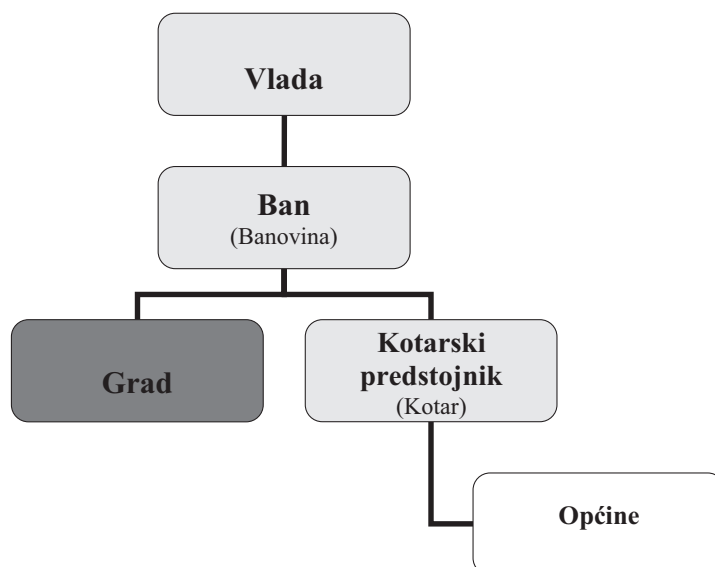 Vlada
Ban
(Banovina)
Grad
Kotarski
predstojnik
(Kotar)
Općine